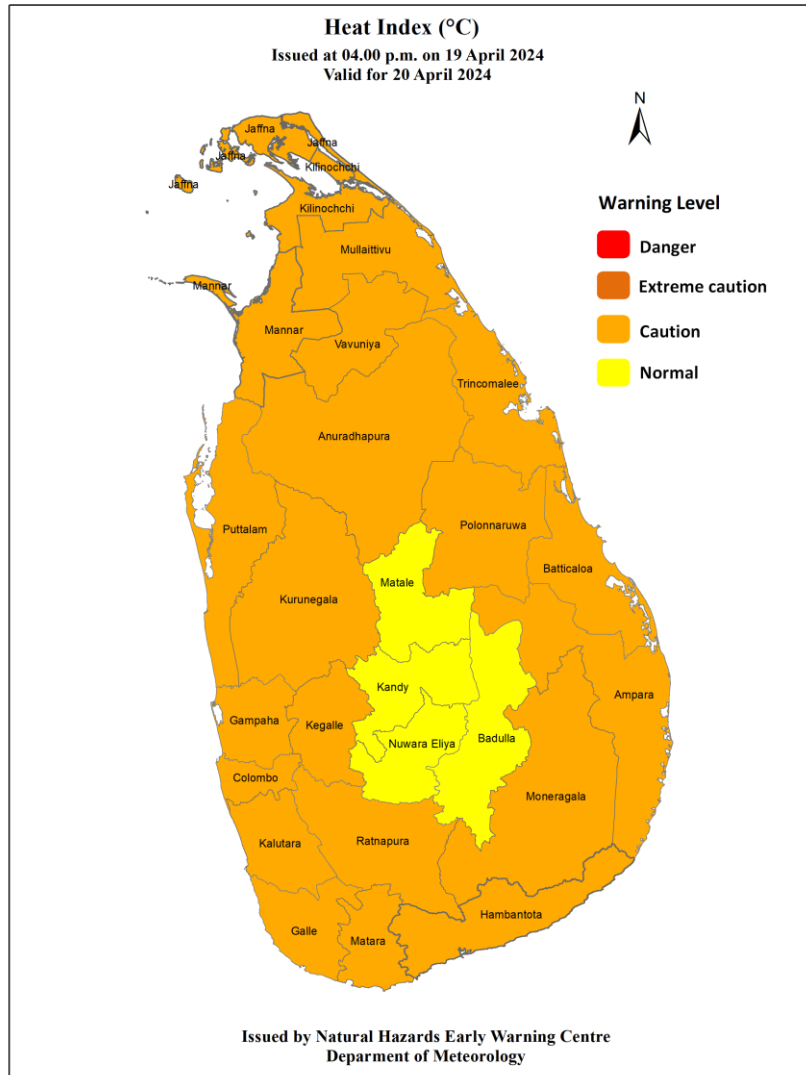 Heat Index (°C)
Issued at 04.00 p.m. on 19 April 2024
Valid for 20 April 2024
N
Jaffna
Jaffna
Jaffna
Kilinochchi
Jaffna
Kilinochchi
Warning Level
Danger
Extreme caution
Caution
Normal
Mullaittivu
Mannar
Mannar
Vavuniya
Trincomalee
Anuradhapura
Puttalam
Polonnaruwa
Batticaloa
Matale
Kurunegala
Kandy
Ampara
Gampaha
Kegalle
Nuwara Eliya
Badulla
Colombo
Moneragala
Kalutara
Ratnapura
Hambantota
Galle
Matara
Issued by Natural Hazards Early Warning Centre
Deparment of Meteorology